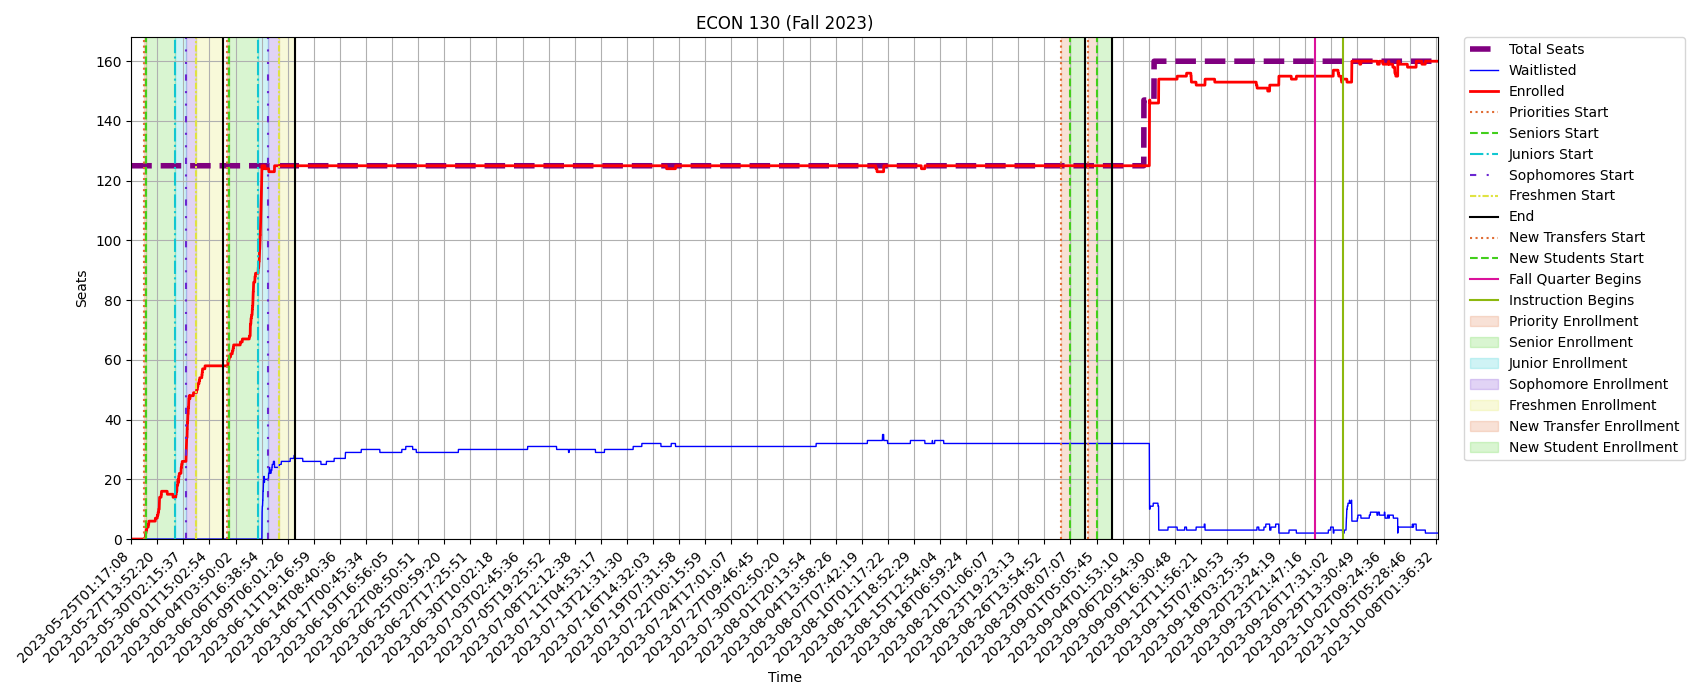 ECON 130 (Fall 2023)
Seats
160
140
120
100
80
60
40
20
0
2023-05-25T01:17:08
2023-05-27T13:52:20
2023-05-30T02:15:37
2023-06-01T15:02:54
2023-06-04T03:50:02
2023-06-06T16:38:54
2023-06-09T06:01:26
2023-06-11T19:16:59
2023-06-14T08:40:36
2023-06-17T00:45:34
2023-06-19T16:56:05
2023-06-22T08:50:51
2023-06-25T00:59:20
2023-06-27T17:25:51
2023-06-30T10:02:18
2023-07-03T02:45:36
2023-07-05T19:25:52
2023-07-08T12:12:38
2023-07-11T04:53:17
2023-07-13T21:31:30
2023-07-16T14:32:03
2023-07-19T07:31:58
2023-07-22T00:15:59
2023-07-24T17:01:07
2023-07-27T09:46:45
2023-07-30T02:50:20
2023-08-01T20:13:54
2023-08-04T13:58:26
2023-08-07T07:42:19
2023-08-10T01:17:22
2023-08-12T18:52:29
2023-08-15T12:54:04
2023-08-18T06:59:24
2023-08-21T01:06:07
2023-08-23T19:23:13
2023-08-26T13:54:52
2023-08-29T08:07:07
2023-09-01T05:05:45
2023-09-04T01:53:10
2023-09-06T20:54:30
2023-09-09T16:30:48
2023-09-12T11:56:21
2023-09-15T07:40:53
2023-09-18T03:25:35
2023-09-20T23:24:19
2023-09-23T21:47:16
2023-09-26T17:31:02
2023-09-29T13:30:49
2023-10-02T09:24:36
2023-10-05T05:28:46
2023-10-08T01:36:32
Time
Total Seats
Waitlisted
Enrolled
Priorities Start
Seniors Start
Juniors Start
Sophomores Start
Freshmen Start
End
New Transfers Start
New Students Start
Fall Quarter Begins
Instruction Begins
Priority Enrollment
Senior Enrollment
Junior Enrollment
Sophomore Enrollment
Freshmen Enrollment
New Transfer Enrollment
New Student Enrollment